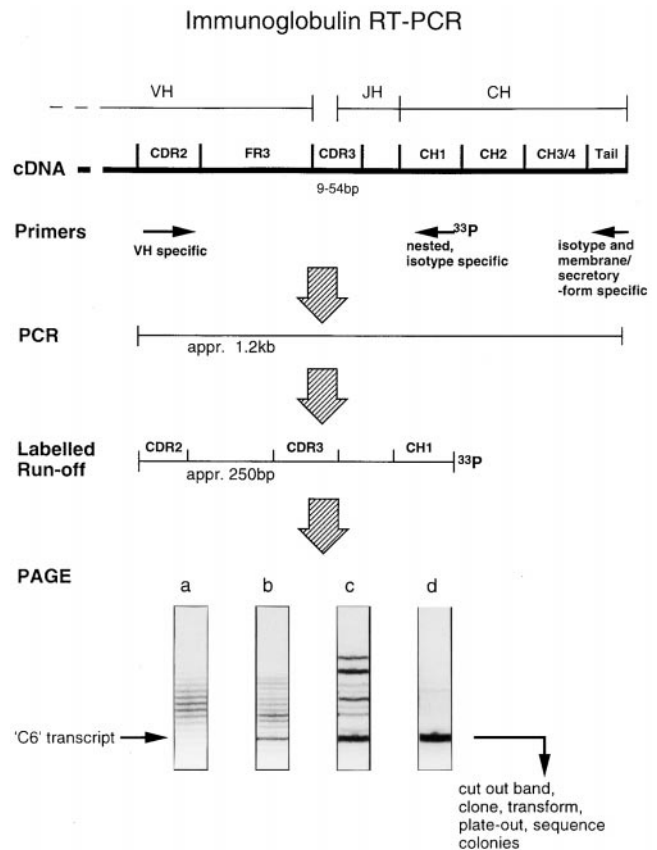 Immunoglobulin RT-PCR
VH
JH
CH
CDR2
FR3
CDR3
CH1
CH2
CH3/4
Tail
cDNA
9-54bp
Primers
VH specific
33P
nested,
isotype specific
isotype and
membrane/
secretory
-form specific
PCR
appr. 1.2kb
Labelled
Run-off
CDR2
CDR3
CH1
33P
appr. 250bp
PAGE
a
b
c
d
'C6' transcript
cut out band,
clone, transform,
plate-out, sequence
colonies